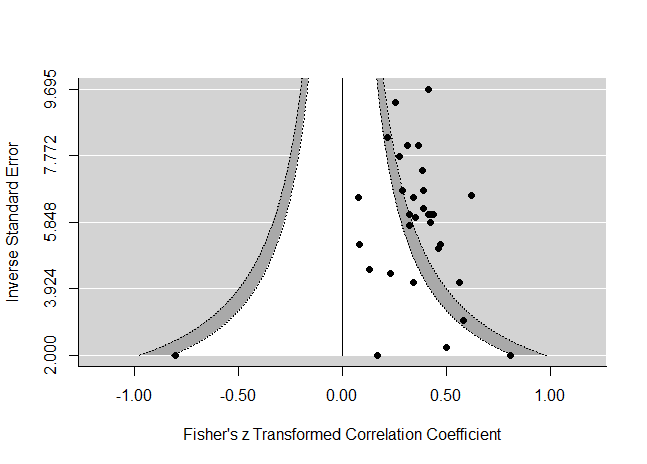 Inverse Standard Error
9.695
7.772
5.848
3.924
2.000
-1.00 -0.50 0.00 0.50 1.00
Fisher's z Transformed Correlation Coefficient